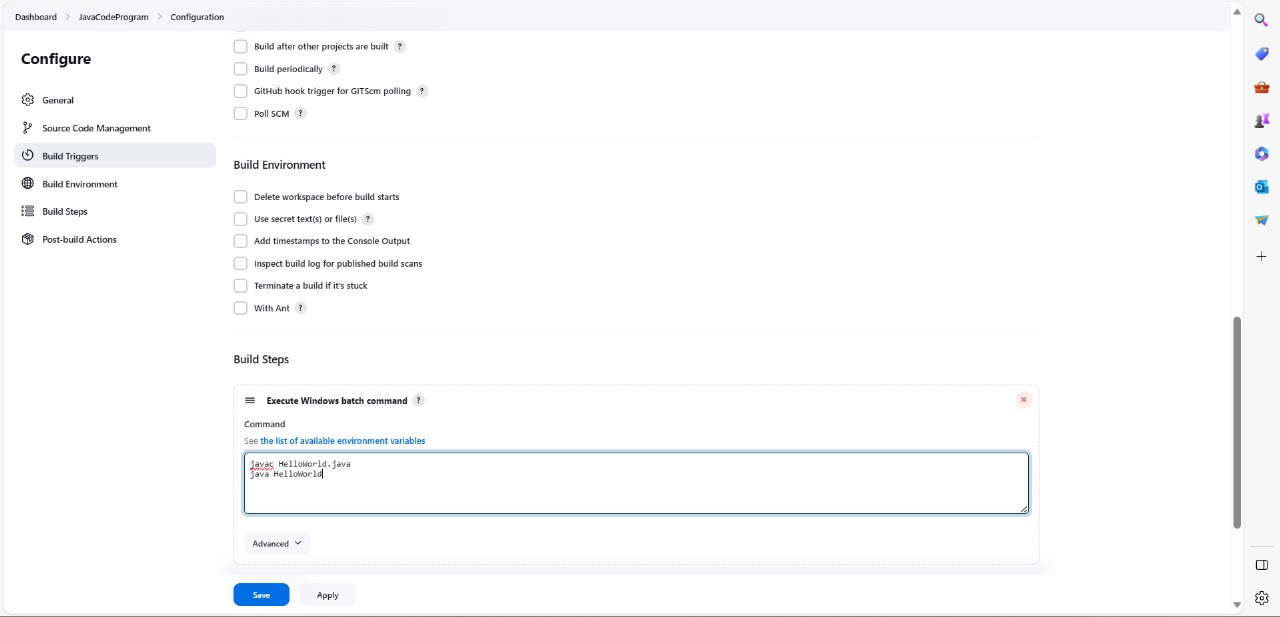 Dashboard > JavaCodeProgram > Configuration
Configure
General
Source Code Management
Build Triggers
Build Environment
Build Steps
Post-build Actions
Build after other projects are built ?
Build periodically ?
GitHub hook trigger for GITScm polling ?
Poll SCM ?
Build Environment
Delete workspace before build starts
Use secret text(s) or file(s) ?
Add timestamps to the Console Output
Inspect build log for published build scans
Terminate a build if it's stuck
With Ant ?
Build Steps
Execute Windows batch command ?
Command
See the list of available environment variables
javac HelloWorld.java
java HelloWorld
Advanced
Save Apply